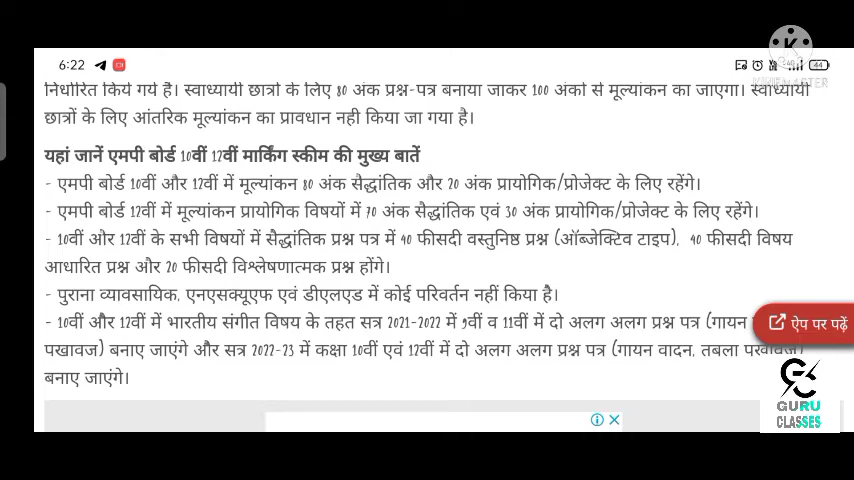 6:22
44
K
KINEMASTER
निर्धारित किये गये है। स्वाध्यायी छात्रों के लिए 80 अंक प्रश्न-पत्र बनाया जाकर 100 अंकों से मूल्यांकन का जाएगा। स्वाध्यायी
छात्रों के लिए आंतरिक मूल्यांकन का प्रावधान नही किया जा गया है।
यहां जानें एमपी बोर्ड 10वीं 12वीं मार्किंग स्कीम की मुख्य बातें
- एमपी बोर्ड 10वीं और 12वीं में मूल्यांकन 80 अंक सैद्धांतिक और 20 अंक प्रायोगिक/प्रोजेक्ट के लिए रहेंगे।
- एमपी बोर्ड 12वीं में मूल्यांकन प्रायोगिक विषयों में 70 अंक सैद्धांतिक एवं 30 अंक प्रायोगिक/प्रोजेक्ट के लिए रहेंगे।
- 10वीं और 12वीं के सभी विषयों में सैद्धांतिक प्रश्न पत्र में 40 फीसदी वस्तुनिष्ठ प्रश्न (ऑब्जेक्टिव टाइप), 40 फीसदी विषय
आधारित प्रश्न और 20 फीसदी विश्लेषणात्मक प्रश्न होंगे।
- पुराना व्यावसायिक, एनएसक्यूएफ एवं डीएलएड में कोई परिवर्तन नहीं किया है।
- 10वीं और 12वीं में भारतीय संगीत विषय के तहत सत्र 2021-2022 में 9वीं व 11वीं में दो अलग अलग प्रश्न पत्र (गायन
पखावज) बनाए जाएंगे और सत्र 2022-23 में कक्षा 10वीं एवं 12वीं में दो अलग अलग प्रश्न पत्र (गायन वादन, तबला पखावज)
बनाए जाएंगे।
ऐप पर पढ़ें
GURU
CLASSES